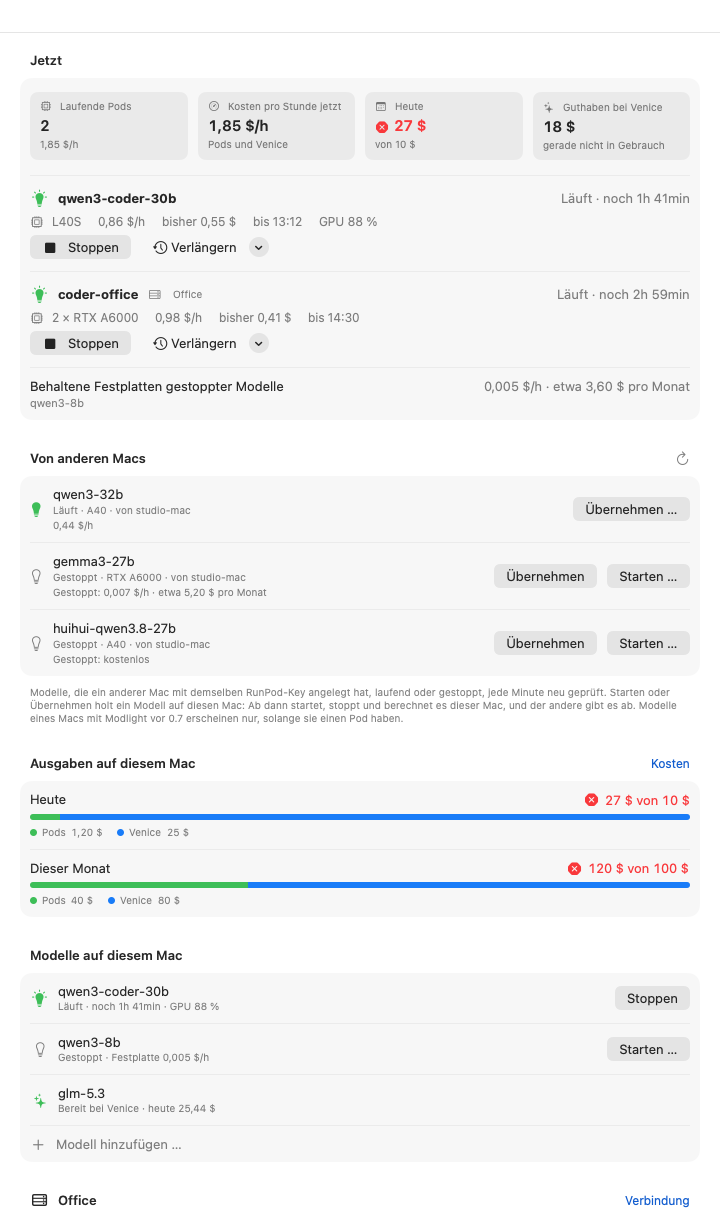 Jetzt
Laufende Pods
2
1,85 $/h
Kosten pro Stunde jetzt
1,85 $/h
Pods und Venice
Heute
27 $
von 10 $
Guthaben bei Venice
18 $
gerade nicht in Gebrauch
qwen3-coder-30b
Läuft · noch 1h 41min
L40S 0,86 $/h bisher 0,55 $ bis 13:12 GPU 88 %
Stoppen Verlängern
coder-office Office
Läuft · noch 2h 59min
2 × RTX A6000 0,98 $/h bisher 0,41 $ bis 14:30
Stoppen Verlängern
Behaltene Festplatten gestoppter Modelle
0,005 $/h · etwa 3,60 $ pro Monat
qwen3-8b
Von anderen Macs
qwen3-32b
Läuft · A40 · von studio-mac
0,44 $/h
Übernehmen ...
gemma3-27b
Gestoppt · RTX A6000 · von studio-mac
Gestoppt: 0,007 $/h · etwa 5,20 $ pro Monat
Übernehmen Starten ...
huihui-qwen3.8-27b
Gestoppt · A40 · von studio-mac
Gestoppt: kostenlos
Übernehmen Starten ...
Modelle, die ein anderer Mac mit demselben RunPod-Key angelegt hat, laufend oder gestoppt, jede Minute neu geprüft. Starten oder
Übernehmen holt ein Modell auf diesen Mac: Ab dann startet, stoppt und berechnet es dieser Mac, und der andere gibt es ab. Modelle
eines Macs mit Modlight vor 0.7 erscheinen nur, solange sie einen Pod haben.
Ausgaben auf diesem Mac
Kosten
Heute
27 $ von 10 $
Pods 1,20 $ Venice 25 $
Dieser Monat
120 $ von 100 $
Pods 40 $ Venice 80 $
Modelle auf diesem Mac
qwen3-coder-30b
Läuft · noch 1h 41min · GPU 88 %
Stoppen
qwen3-8b
Gestoppt · Festplatte 0,005 $/h
Starten ...
glm-5.3
Bereit bei Venice · heute 25,44 $
Modell hinzufügen ...
Office
Verbindung